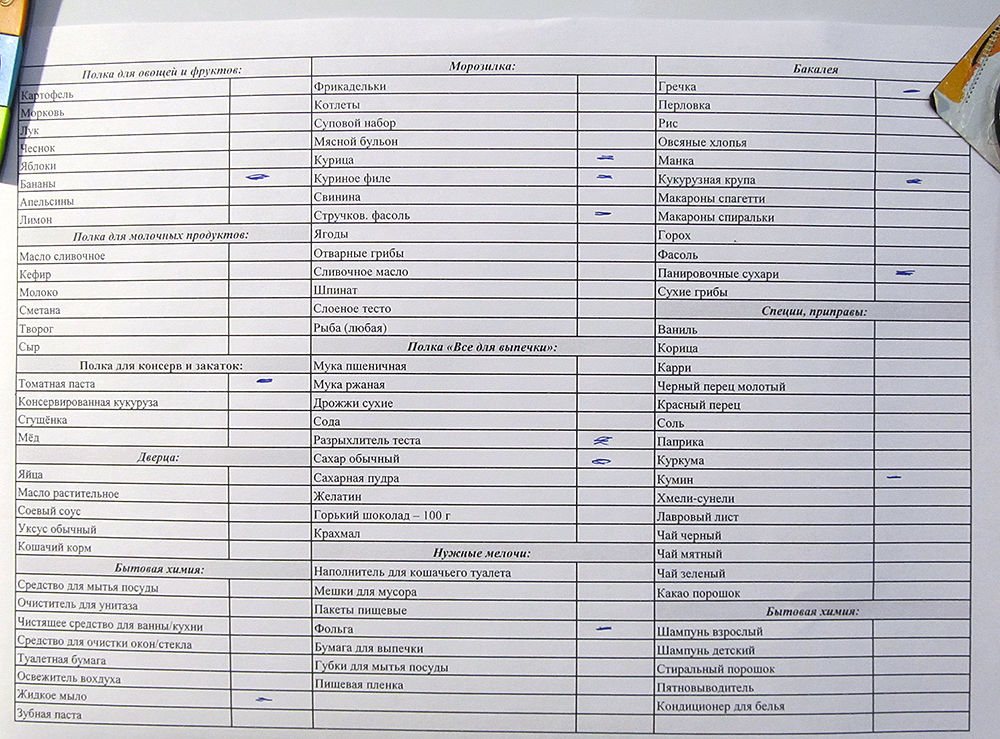 Полка для овощей и фруктов:
Картофель
Морковь
Лук
Чеснок
Яблоки
Бананы
Апельсины
Лимон
Полка для молочных продуктов:
Масло сливочное
Кефир
Молоко
Сметана
Творог
Сыр
Полка для консерв и закаток:
Томатная паста
Консервированная кукуруза
Сгущёнка
Мёд
Дверца:
Яйца
Масло растительное
Соевый соус
Уксус обычный
Кошачий корм
Бытовая химия:
Средство для мытья посуды
Очиститель для унитаза
Чистящее средство для ванны/кухни
Средство для очистки окон/стекла
Туалетная бумага
Освежитель вохдуха
Жидкое мыло
Зубная паста
Морозилка:
Фрикадельки
Котлеты
Суповой набор
Мясной бульон
Курица
Куриное филе
Свинина
Стручков. фасоль
Ягоды
Отварные грибы
Сливочное масло
Шпинат
Слоеное тесто
Рыба (любая)
Полка «Все для выпечки»:
Мука пшеничная
Мука ржаная
Дрожжи сухие
Сода
Разрыхлитель теста
Сахар обычный
Сахарная пудра
Желатин
Горький шоколад – 100 г
Крахмал
Нужные мелочи:
Наполнитель для кошачьего туалета
Мешки для мусора
Пакеты пищевые
Фольга
Бумага для выпечки
Губки для мытья посуды
Пищевая пленка
Бакалея
Гречка
Перловка
Рис
Овсяные хлопья
Манка
Кукурузная крупа
Макароны спагетти
Макароны спиральки
Горох
Фасоль
Панировочные сухари
Сухие грибы
Специи, приправы:
Ваниль
Корица
Карри
Черный перец молотый
Красный перец
Соль
Паприка
Куркума
Кумин
Хмели-сунели
Лавровый лист
Чай черный
Чай мятный
Чай зеленый
Какао порошок
Бытовая химия:
Шампунь взрослый
Шампунь детский
Стиральный порошок
Пятновыводитель
Кондиционер для белья